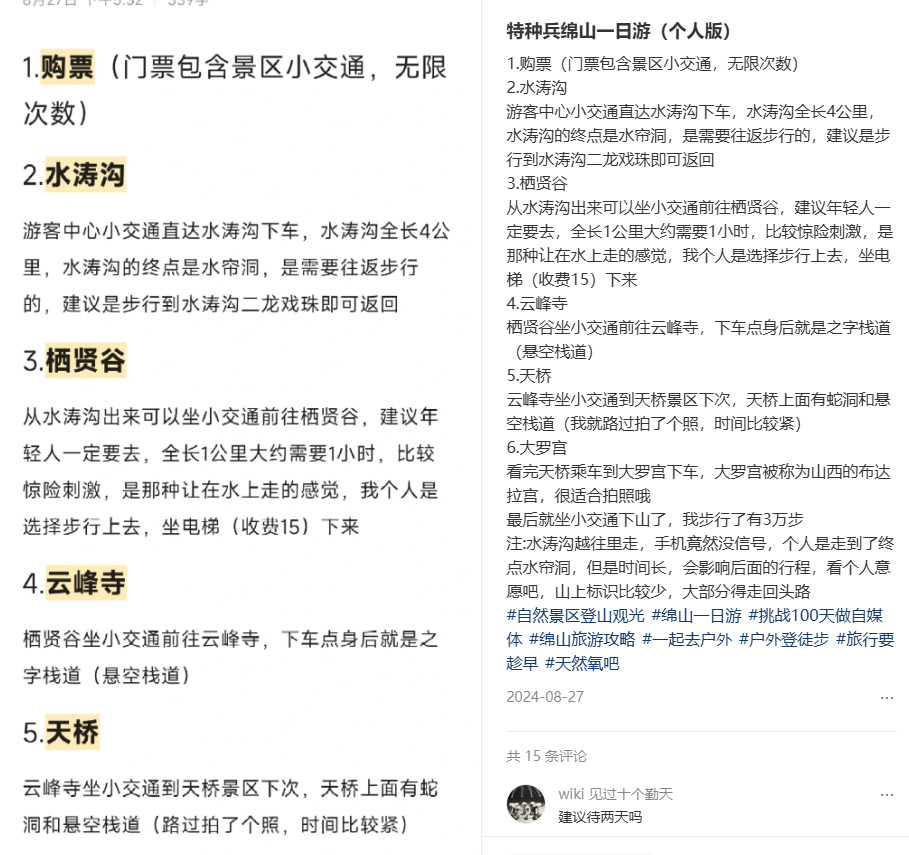 8月27日 下午3:52 | 339字
1.购票（门票包含景区小交通，无限
次数）
2.水涛沟
游客中心小交通直达水涛沟下车，水涛沟全长4公
里，水涛沟的终点是水帘洞，是需要往返步行
的，建议是步行到水涛沟二龙戏珠即可返回
3.栖贤谷
从水涛沟出来可以坐小交通前往栖贤谷，建议年
轻人一定要去，全长1公里大约需要1小时，比较
惊险刺激，是那种让在水上走的感觉，我个人是
选择步行上去，坐电梯（收费15）下来
4.云峰寺
栖贤谷坐小交通前往云峰寺，下车点身后就是之
字栈道（悬空栈道）
5.天桥
云峰寺坐小交通到天桥景区下次，天桥上面有蛇
洞和悬空栈道（路过拍了个照，时间比较紧）
特种兵绵山一日游（个人版）
1.购票（门票包含景区小交通，无限次数）
2.水涛沟
游客中心小交通直达水涛沟下车，水涛沟全长4公里，
水涛沟的终点是水帘洞，是需要往返步行的，建议是步
行到水涛沟二龙戏珠即可返回
3.栖贤谷
从水涛沟出来可以坐小交通前往栖贤谷，建议年轻人一
定要去，全长1公里大约需要1小时，比较惊险刺激，是
那种让在水上走的感觉，我个人是选择步行上去，坐电
梯（收费15）下来
4.云峰寺
栖贤谷坐小交通前往云峰寺，下车点身后就是之字栈道
（悬空栈道）
5.天桥
云峰寺坐小交通到天桥景区下次，天桥上面有蛇洞和悬
空栈道（我就路过拍了个照，时间比较紧）
6.大罗宫
看完天桥乘车到大罗宫下车，大罗宫被称为山西的布达
拉宫，很适合拍照哦
最后就坐小交通下山了，我步行了有3万步
注:水涛沟越往里走，手机竟然没信号，个人是走到了终
点水帘洞，但是时间长，会影响后面的行程，看个人意
愿吧，山上标识比较少，大部分得走回头路
#自然景区登山观光 #绵山一日游 #挑战100天做自媒
体 #绵山旅游攻略 #一起去户外 #户外登徒步 #旅行要
趁早 #天然氧吧
2024-08-27
共 15 条评论
wiki 见过十个勤天
建议待两天吗